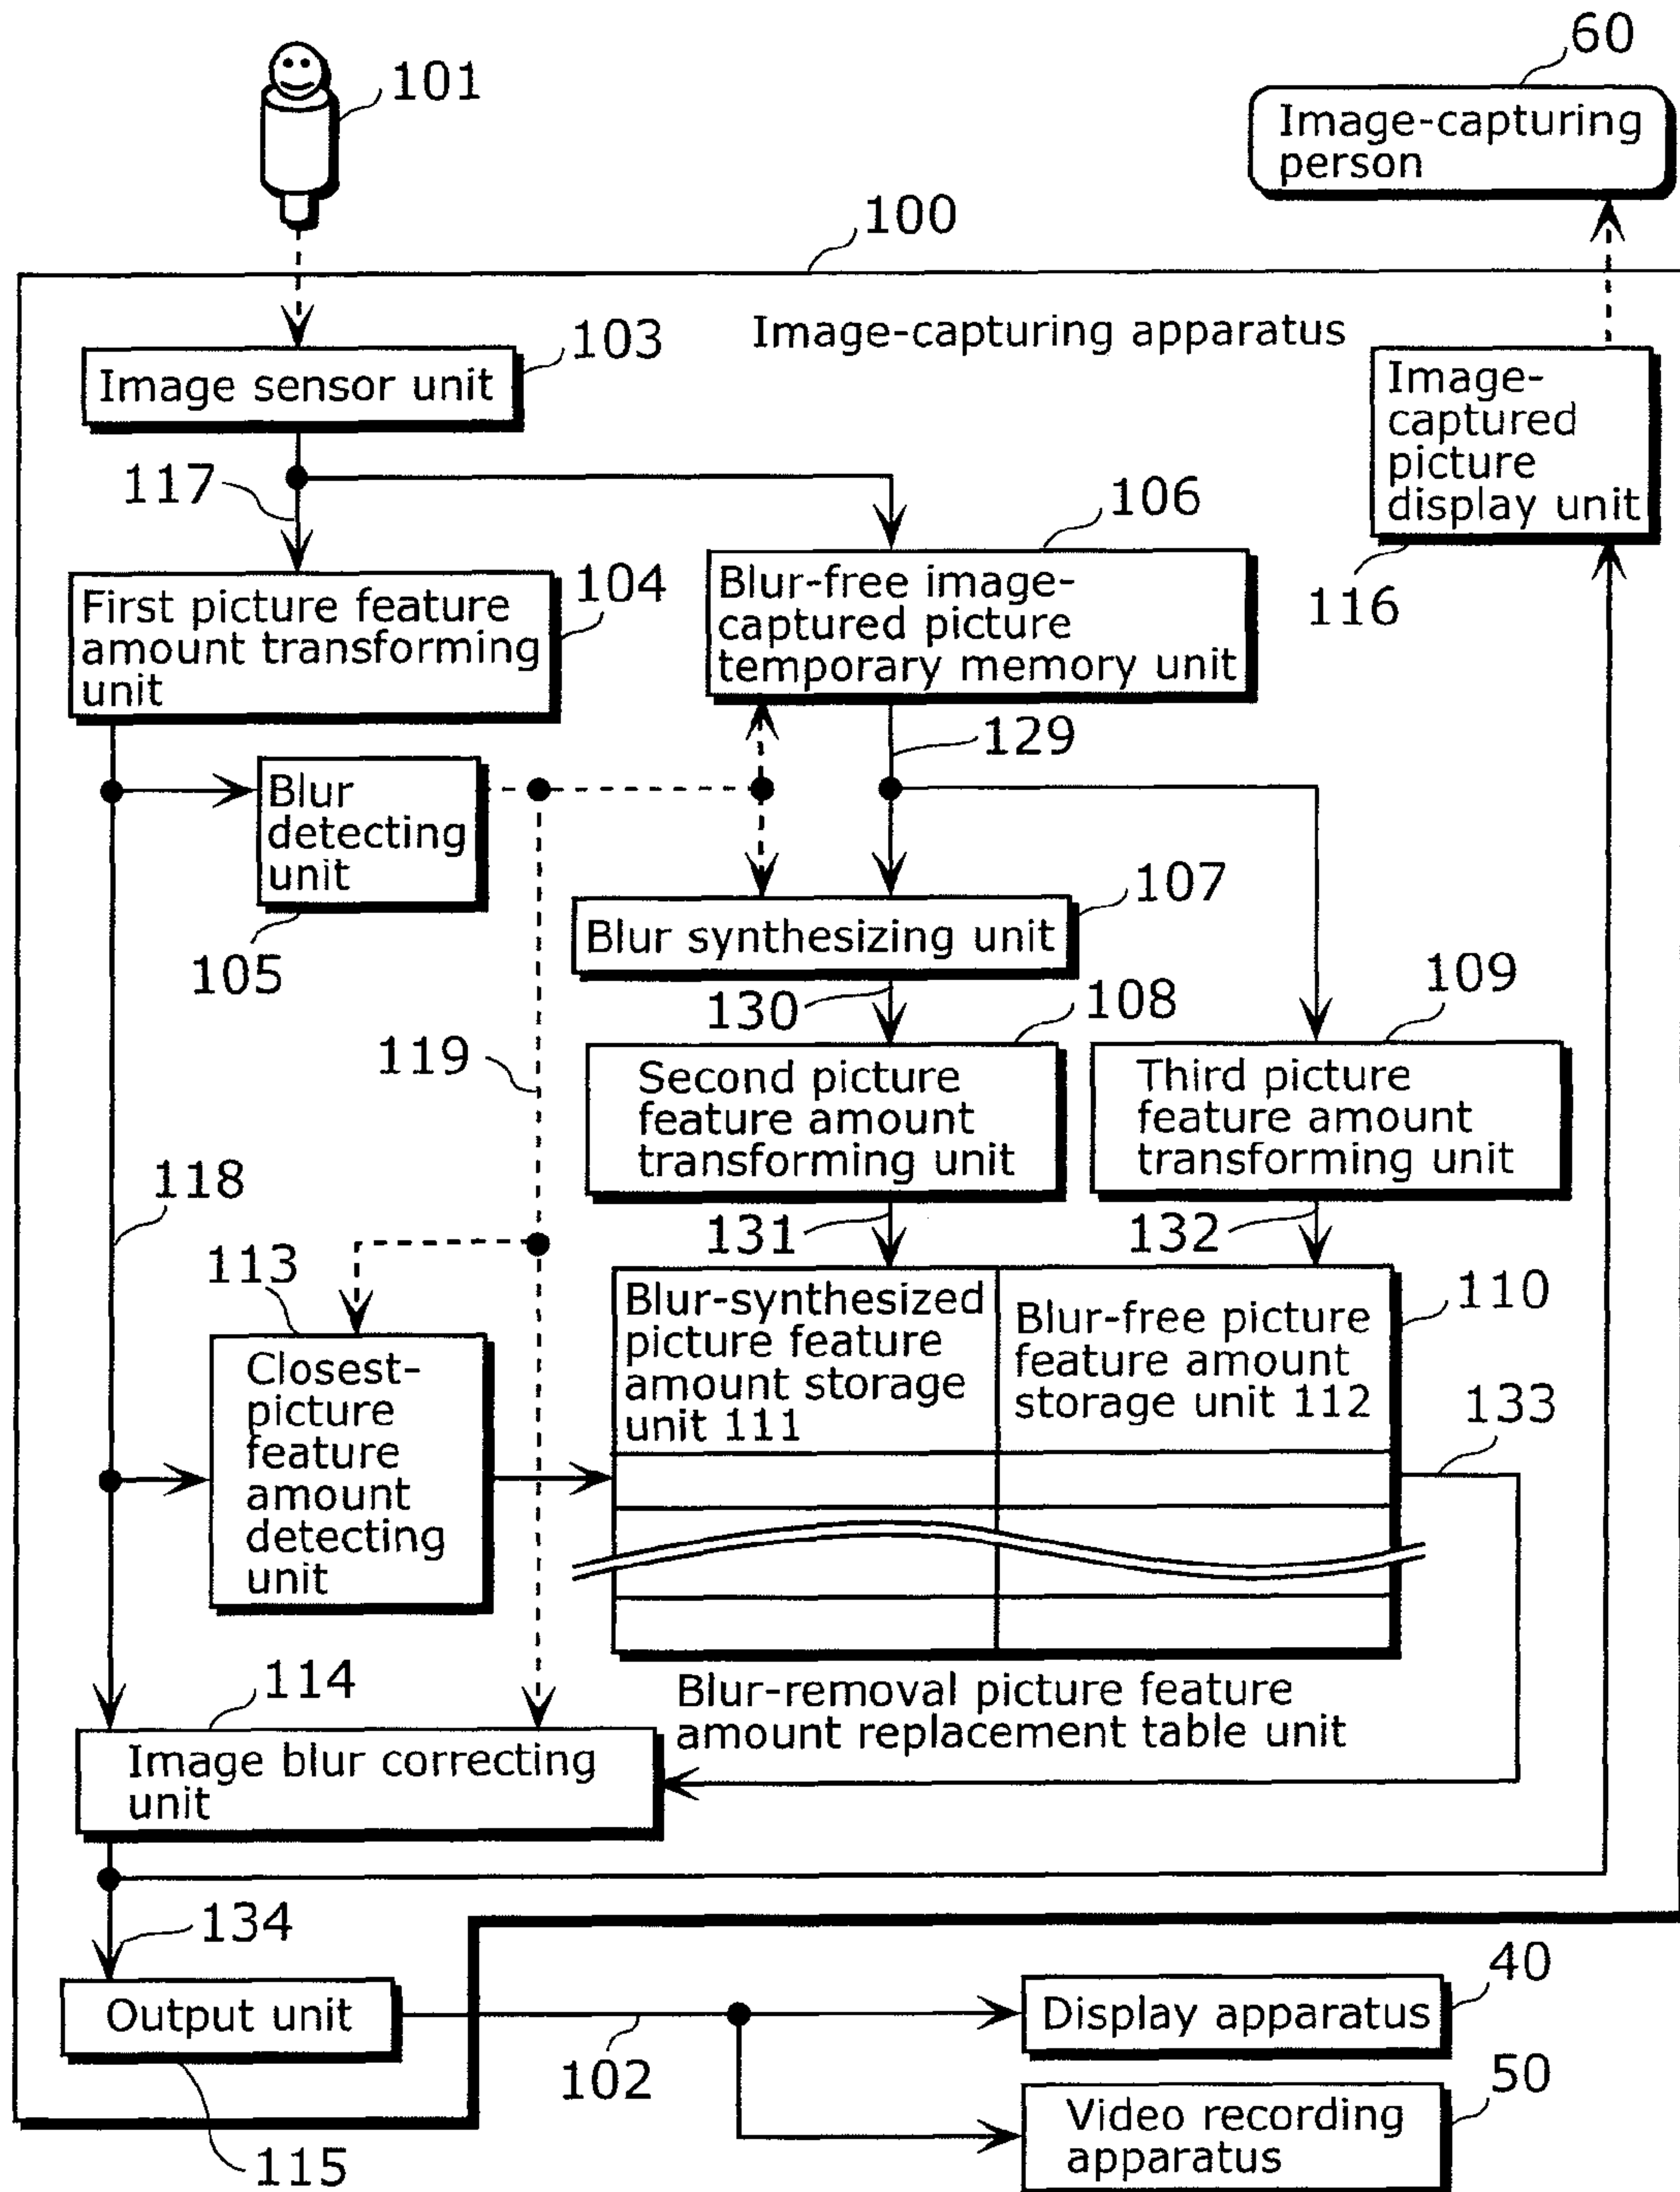 60
101
Image-capturing
person
100
Image-capturing apparatus
103
Image sensor unit
Image-
captured
picture
display unit
117
106
116
First picture feature
amount transforming
unit
104
Blur-free image-
captured picture
temporary memory unit
129
Blur
detecting
unit
105
107
Blur synthesizing unit
130
108
109
119
Second picture
feature amount
transforming unit
Third picture
feature amount
transforming unit
118
131
132
113
Closest-
picture
feature
amount
detecting
unit
Blur-synthesized
picture feature
amount storage
unit 111
Blur-free picture
feature amount
storage unit 112
110
133
114
Blur-removal picture feature
amount replacement table unit
Image blur correcting
unit
134
Output unit
115
102
40
Display apparatus
50
Video recording
apparatus